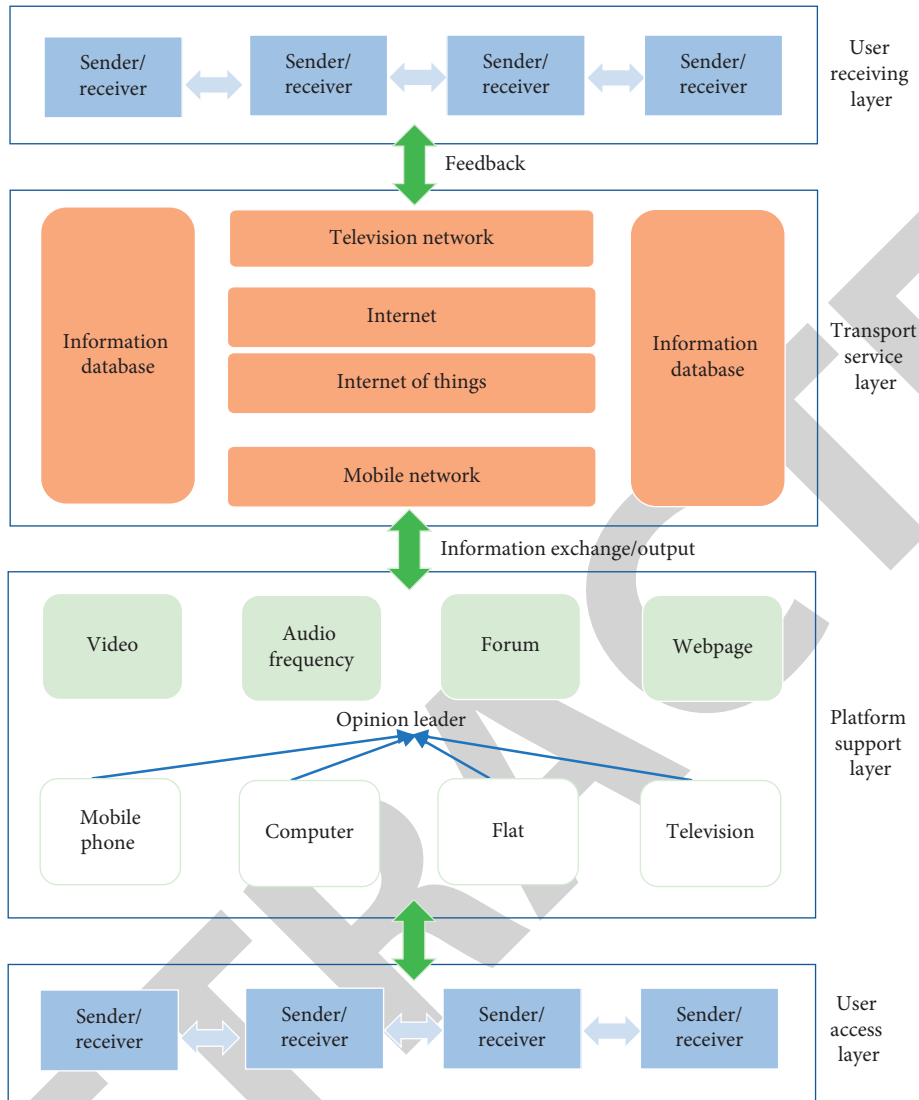 Sender/
receiver
Sender/
receiver
Sender/
receiver
Sender/
receiver
User
receiving
layer
Feedback
Information
database
Television network
Internet
Internet of things
Mobile network
Information
database
Transport
service
layer
Information exchange/output
Video
Audio
frequency
Forum
Webpage
Opinion leader
Mobile
phone
Computer
Flat
Television
Platform
support
layer
Sender/
receiver
Sender/
receiver
Sender/
receiver
Sender/
receiver
User
access
layer
TRACTE